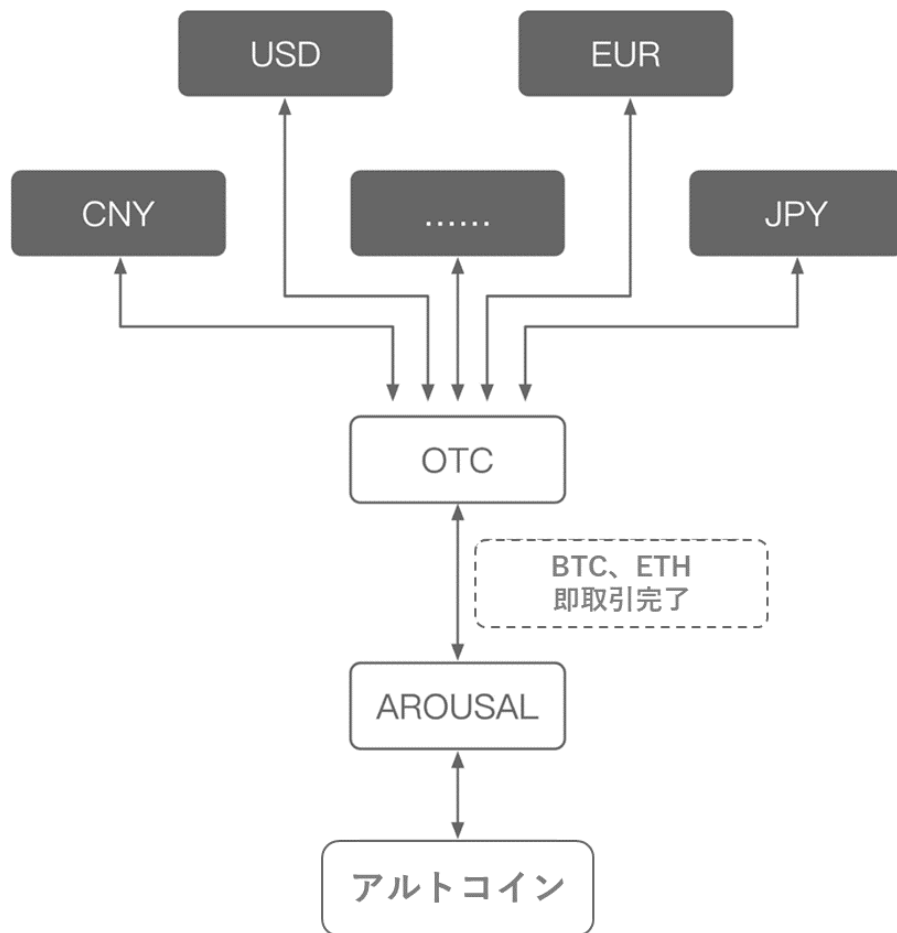 USD
EUR
CNY
......
JPY
OTC
BTC、ETH
即取引完了
AROUSAL
アルトコイン